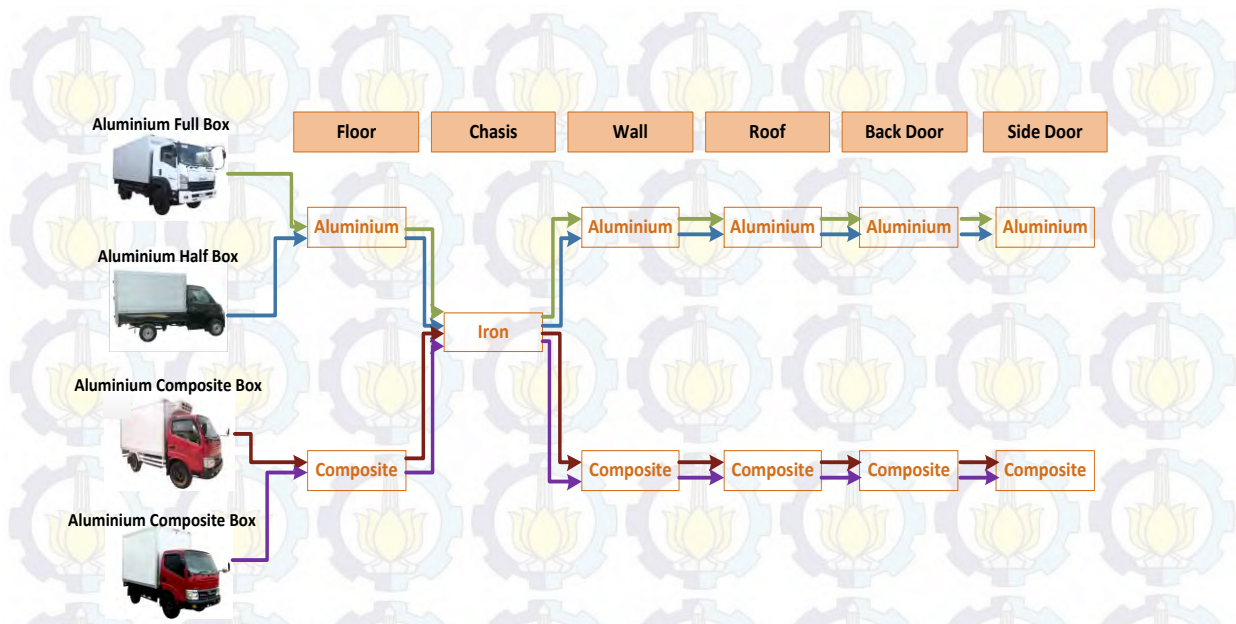 Aluminium Full Box
Floor
Chasis
Wall
Roof
Back Door
Side Door
Aluminium
Aluminium
Aluminium
Aluminium
Aluminium
Aluminium Half Box
Iron
Aluminium Composite Box
Composite
Composite
Composite
Composite
Composite
Aluminium Composite Box